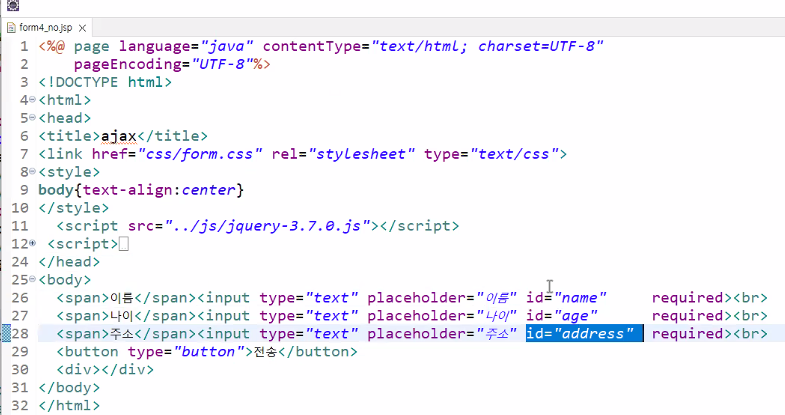 form4_no.jsp
1 <%@ page language="java" contentType="text/html; charset=UTF-8"
2 pageEncoding="UTF-8"%>
3 <!DOCTYPE html>
4 <html>
5 <head>
6 <title>ajax</title>
7 <link href="css/form.css" rel="stylesheet" type="text/css">
8 <style>
9 body{text-align:center}
10 </style>
11 <script src="../js/jquery-3.7.0.js"></script>
12 <script>
24 </head>
25 <body>
26 <span>이름</span><input type="text" placeholder="이름" id="name" required><br>
27 <span>나이</span><input type="text" placeholder="나이" id="age" required><br>
28 <span>주소</span><input type="text" placeholder="주소" id="address" required><br>
29 <button type="button">전송</button>
30 <div></div>
31 </body>
32 </html>